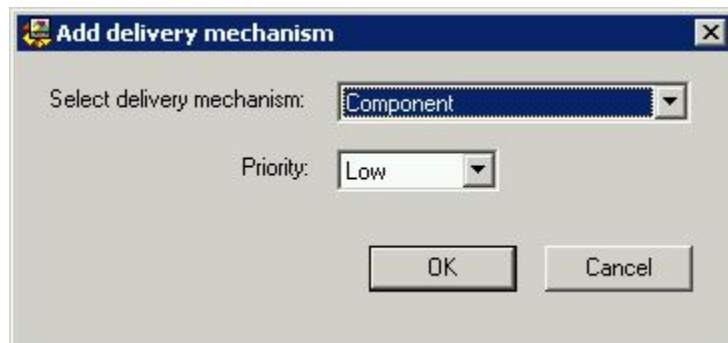 Add delivery mechanism
Select delivery mechanism: Component
Priority: Low
OK Cancel